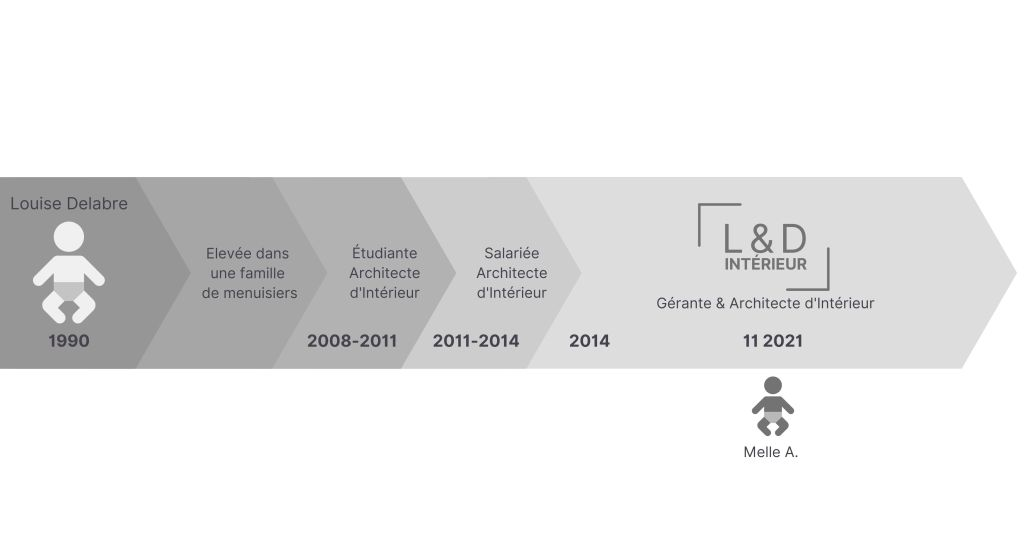 Louise Delabre
1990
Elevée dans
une famille
de menuisiers
Étudiante
Architecte
d'Intérieur
2008-2011
Salariée
Architecte
d'Intérieur
2011-2014
2014
L & D
INTÉRIEUR
Gérante & Architecte d'Intérieur
11 2021
Melle A.